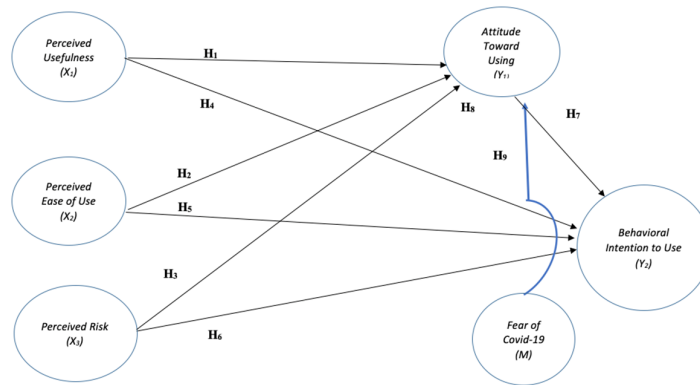 Perceived
Usefulness
(X₁)
Attitude
Toward
Using
(Y₁₁)
H₁
H₄
H₈
H₇
H₂
H₉
H₅
Perceived
Ease of Use
(X₂)
Behavioral
Intention to Use
(Y₂)
H₃
H₆
Perceived Risk
(X₃)
Fear of
Covid-19
(M)